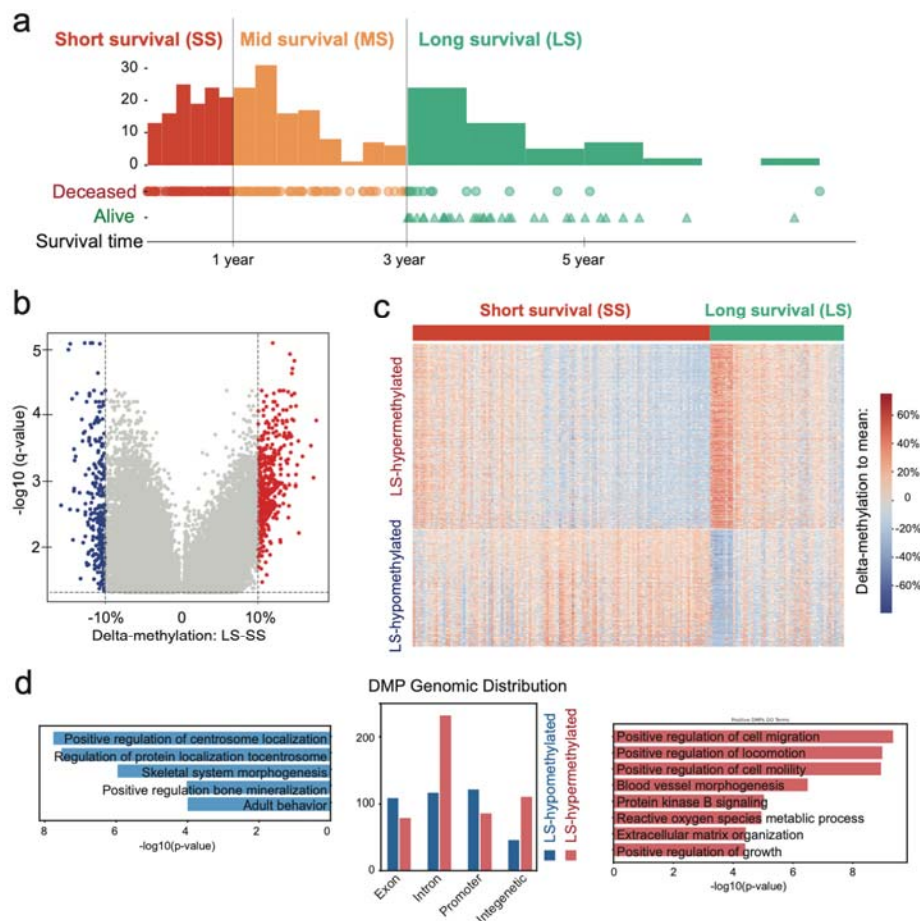 a
Short survival (SS) Mid survival (MS) Long survival (LS)
30
20
10
0
Deceased
Alive
Survival time
1 year 3 year 5 year
b
5
4
3
2
-log10 (q-value)
-10% 0 10%
Delta-methylation: LS-SS
c
Short survival (SS) Long survival (LS)
LS-hypermethylated
LS-hypomethylated
Delta-methylation to mean:
60%
40%
20%
0
-20%
-40%
-60%
d
Positive regulation of centrosome localization
Regulation of protein localization tocentrosome
Skeletal system morphogenesis
Positive regulation bone mineralization
Adult behavior
8 6 4 2 0
-log10(p-value)
DMP Genomic Distribution
200
100
0
Exon Intron Promoter Integenetic
LS-hypomethylated
LS-hypermethylated
Positive DMPs GO Terms
Positive regulation of cell migration
Positive regulation of locomotion
Positive regulation of cell molility
Blood vessel morphogenesis
Protein kinase B signaling
Reactive oxygen species metablic process
Extracellular matrix organization
Positive regulation of growth
0 2 4 6 8
-log10(p-value)